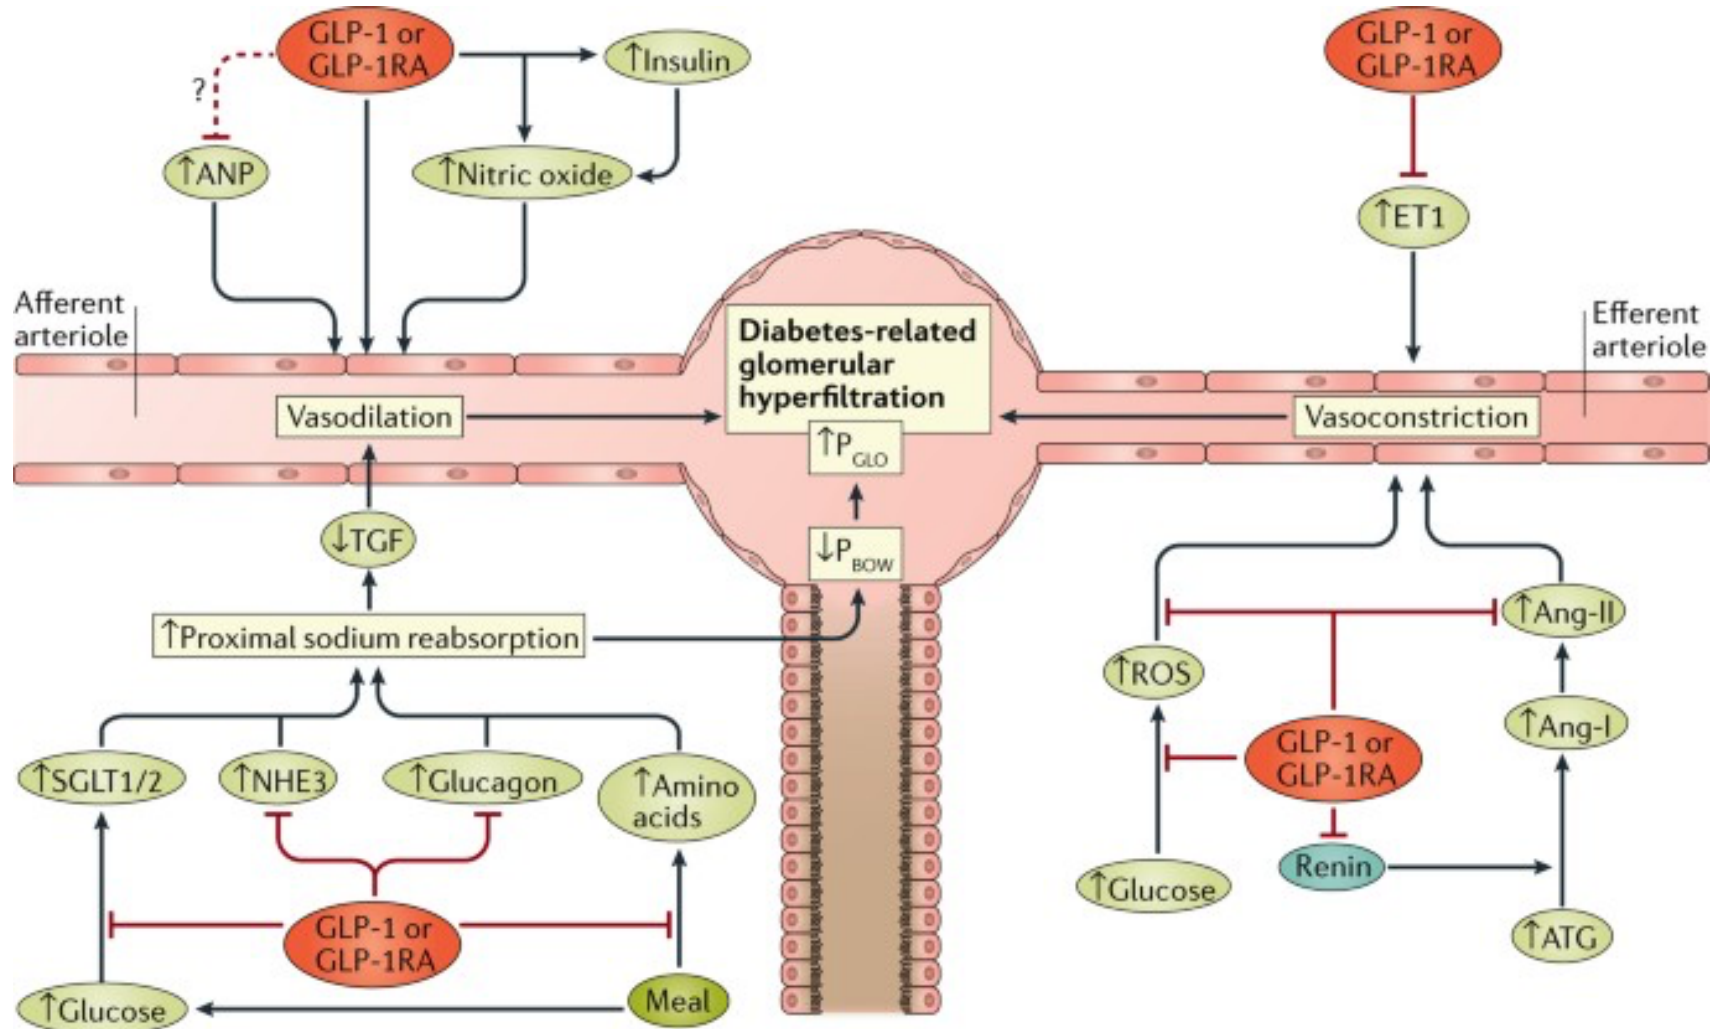 GLP-1 or
GLP-1RA
↑Insulin
?
↑ANP
↑Nitric oxide
GLP-1 or
GLP-1RA
↑ET1
Afferent
arteriole
Efferent
arteriole
Diabetes-related
glomerular
hyperfiltration
Vasodilation
Vasoconstriction
↑P_GLO
↓TGF
↓P_BOW
↑Proximal sodium reabsorption
↑SGLT1/2
↑NHE3
↑Glucagon
↑Amino
acids
GLP-1 or
GLP-1RA
↑Glucose
Meal
↑ROS
↑Ang-II
↑Ang-I
GLP-1 or
GLP-1RA
Renin
↑Glucose
↑ATG